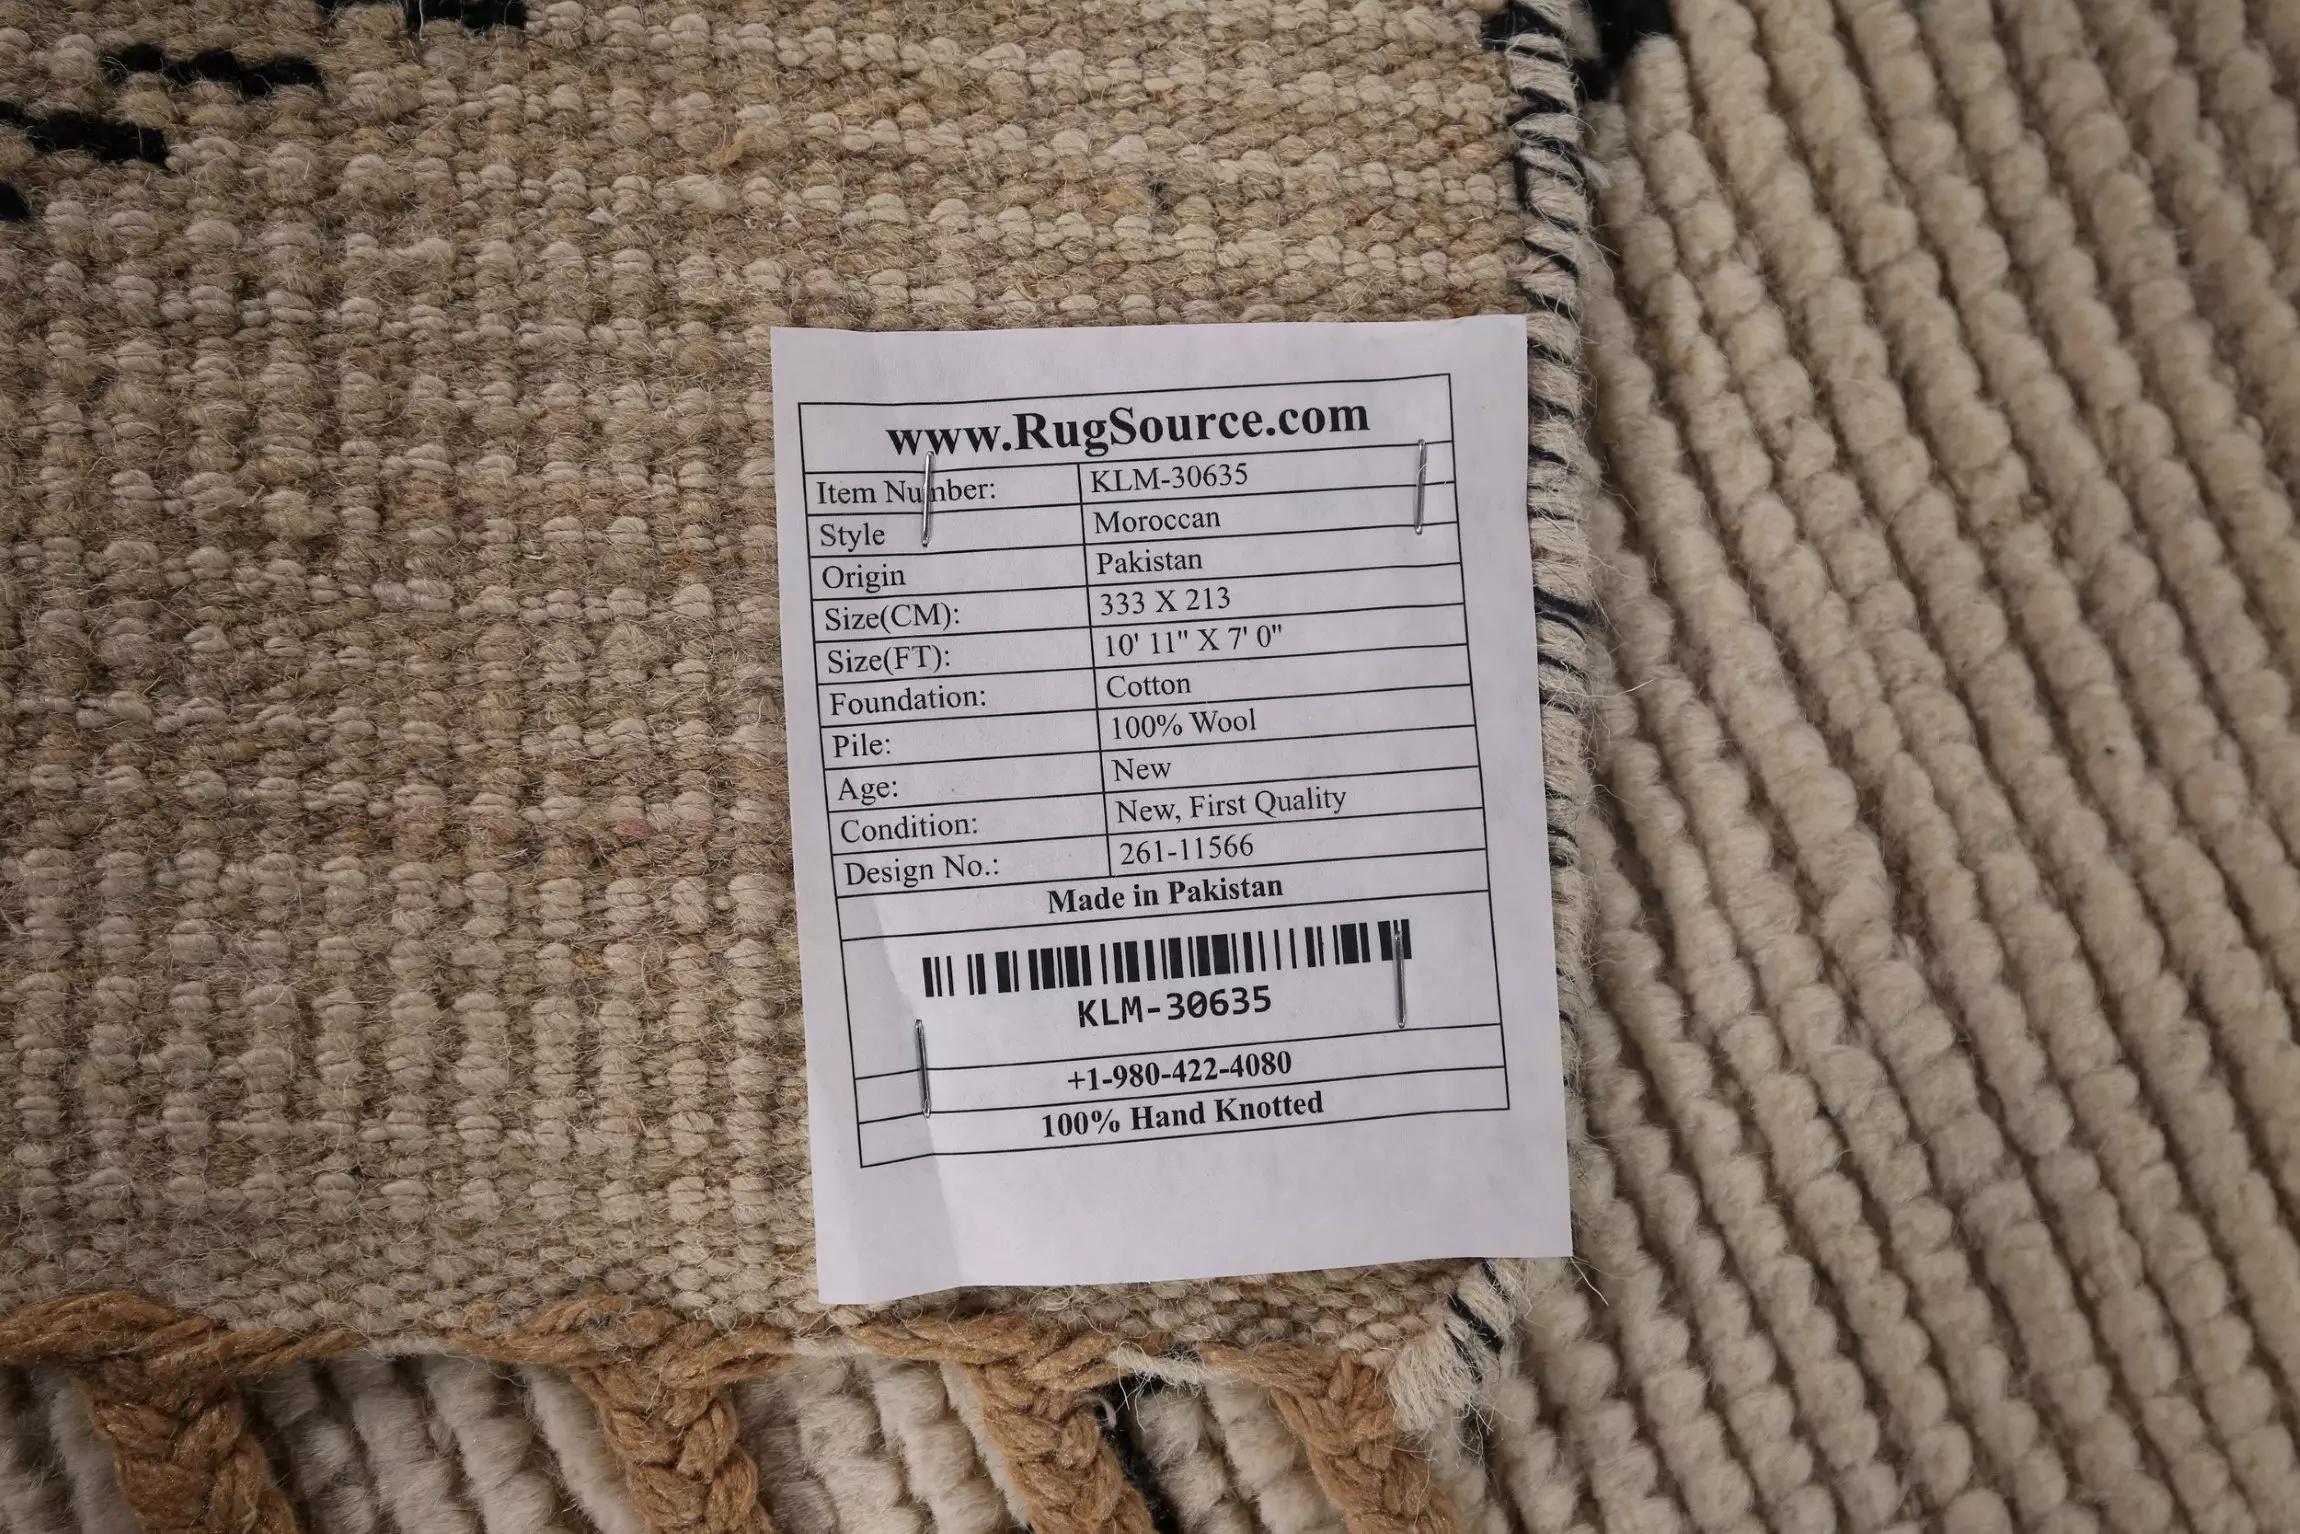 www.RugSource.com
Item Number: KLM-30635
Style Moroccan
Origin Pakistan
Size(CM): 333 X 213
Size(FT): 10' 11" X 7' 0"
Foundation: Cotton
Pile: 100% Wool
Age: New
Condition: New, First Quality
Design No.: 261-11566
Made in Pakistan
KLM-30635
+1-980-422-4080
100% Hand Knotted